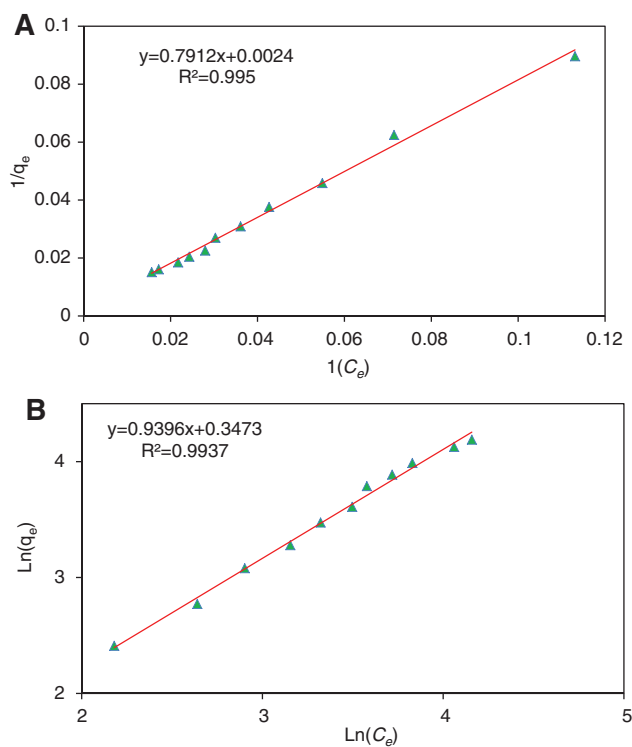 A
y=0.7912x+0.0024
R²=0.995
0.1
0.08
0.06
0.04
0.02
0
1/qe
0
0.02
0.04
0.06
0.08
0.1
0.12
1(Ce)
B
y=0.9396x+0.3473
R²=0.9937
4
3
2
Ln(qe)
2
3
4
5
Ln(Ce)